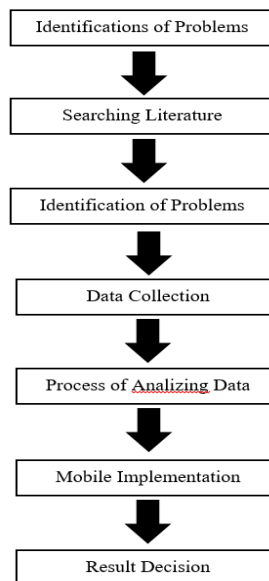 Identifications of Problems
Searching Literature
Identification of Problems
Data Collection
Process of Analizing Data
Mobile Implementation
Result Decision